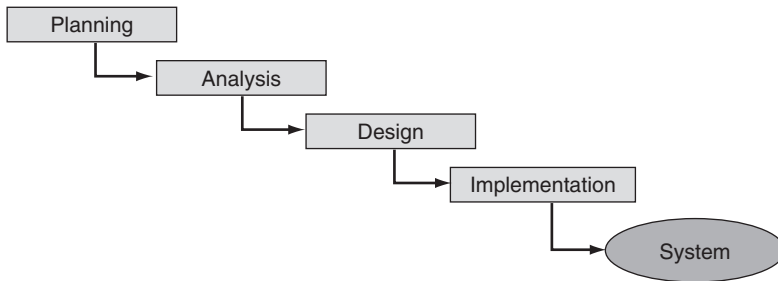 Planning
Analysis
Design
Implementation
System